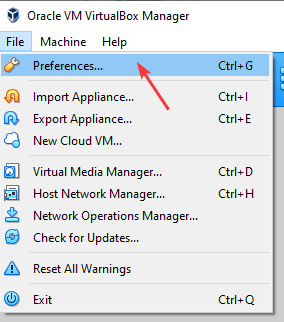 Oracle VM VirtualBox Manager
File Machine Help
Preferences... Ctrl+G
Import Appliance... Ctrl+I
Export Appliance... Ctrl+E
New Cloud VM...
Virtual Media Manager... Ctrl+D
Host Network Manager... Ctrl+H
Network Operations Manager...
Check for Updates...
Reset All Warnings
Exit Ctrl+Q